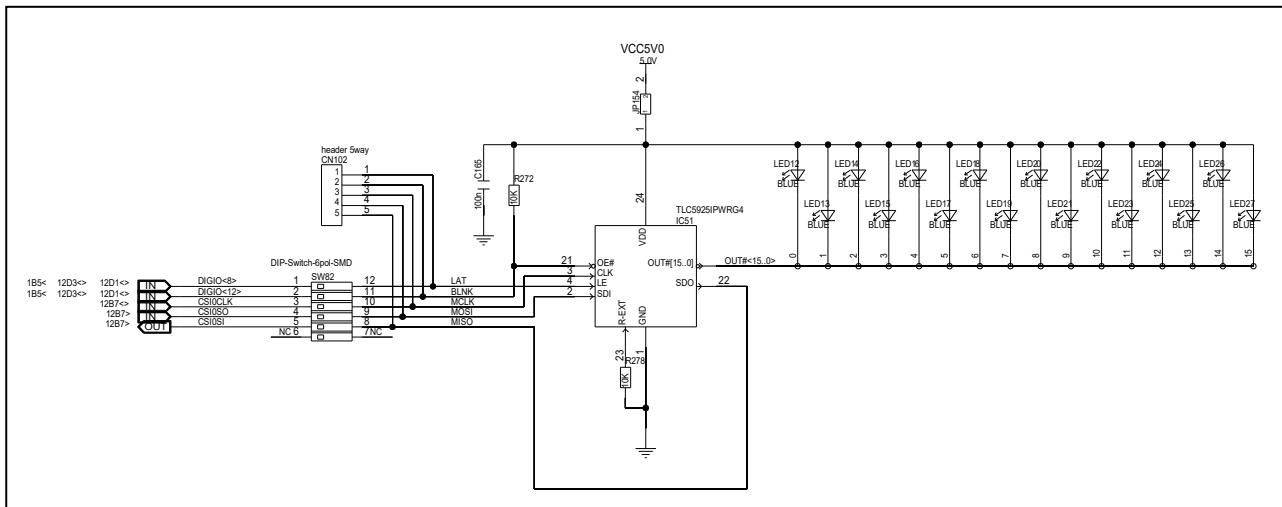 VCC5V0
5.0V
2
JP154
1 2
1
header 5way
CN102
1 1
2 2
3 3
4 4
5 5
C165
100n
R272
10K
24
TLC5925IPWRG4
IC51
VDD
LED12
BLUE
LED14
BLUE
LED16
BLUE
LED18
BLUE
LED20
BLUE
LED22
BLUE
LED24
BLUE
LED26
BLUE
LED13
BLUE
LED15
BLUE
LED17
BLUE
LED19
BLUE
LED21
BLUE
LED23
BLUE
LED25
BLUE
LED27
BLUE
0 1 2 3 4 5 6 7 8 9 10 11 12 13 14 15
DIP-Switch-6pol-SMD
SW82
21 OE#
3 CLK
4 LE
2 SDI
OUT#[15..0]
OUT#<15..0>
SDO 22
1B5< 12D3<> 12D1<> IN DIGIO<8> 1 12 LAT
1B5< 12D3<> 12D1<> IN DIGIO<12> 2 11 BLNK
12B7<> IN CSI0CLK 3 10 MCLK
12B7> IN CSI0SO 4 9 MOSI
12B7> OUT CSI0SI 5 8 MISO
NC 6 7 NC
R-EXT
GND
23
1
R278
10K